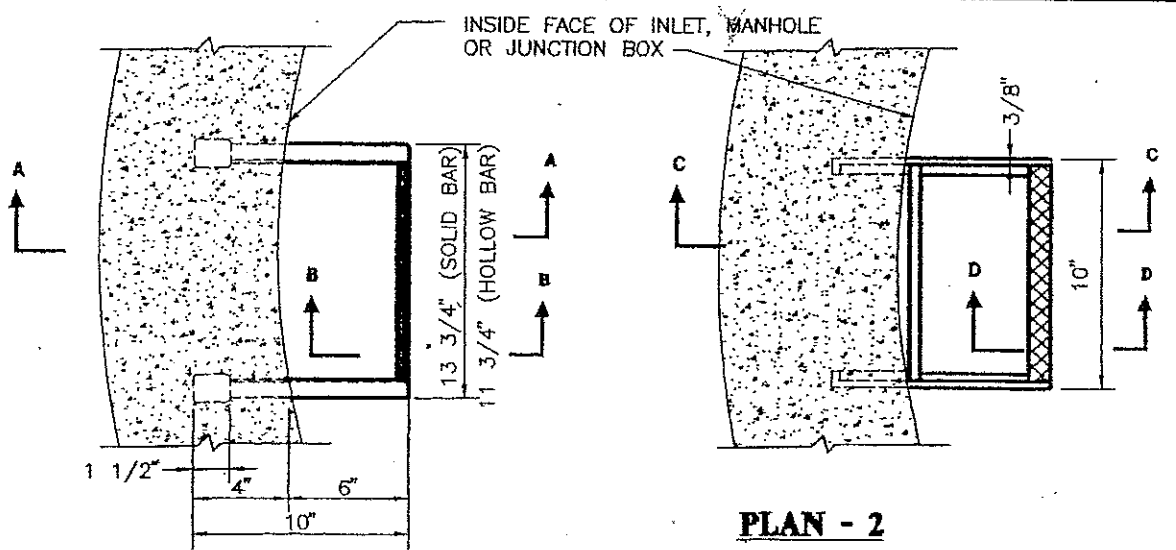 INSIDE FACE OF INLET, MANHOLE
OR JUNCTION BOX
A
A
B
B
13 3/4" (SOLID BAR)
11 3/4" (HOLLOW BAR)
1 1/2"
4"
6"
10"
C
C
D
D
3/8"
10"
PLAN - 2